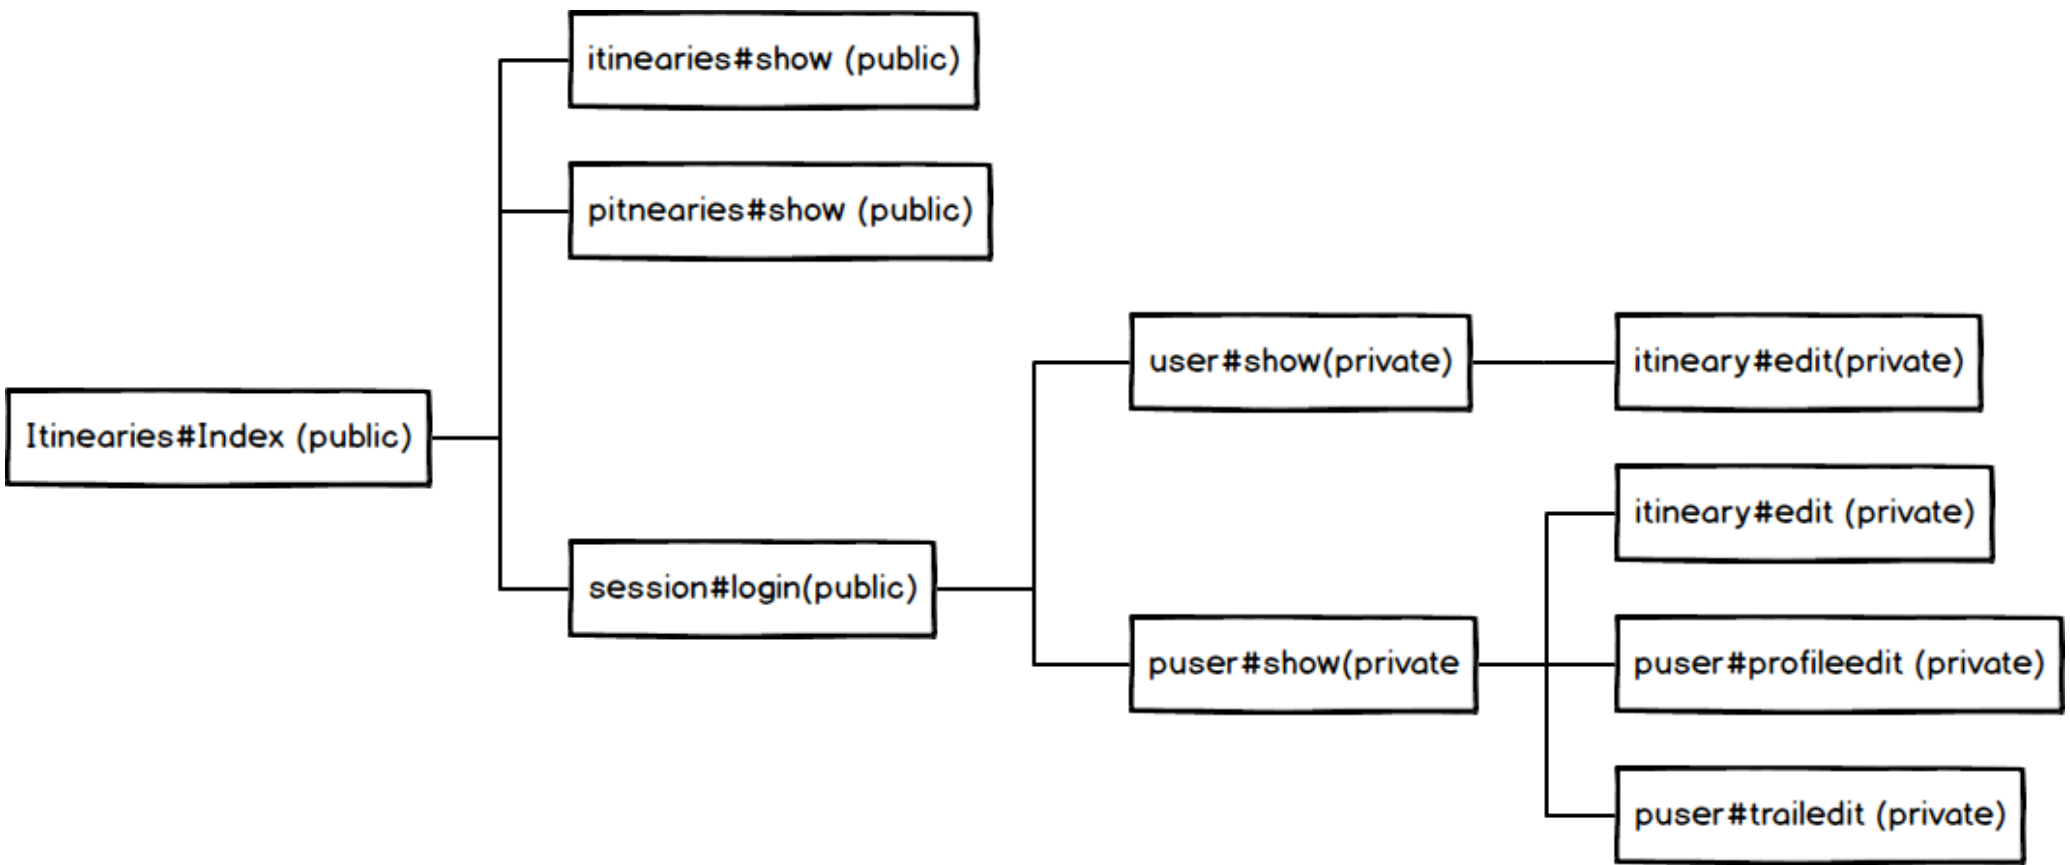 itinearies#show (public)
pitnearies#show (public)
user#show(private)
itineary#edit(private)
Itinearies#Index (public)
itineary#edit (private)
session#login(public)
puser#show(private
puser#profileedit (private)
puser#trailedit (private)